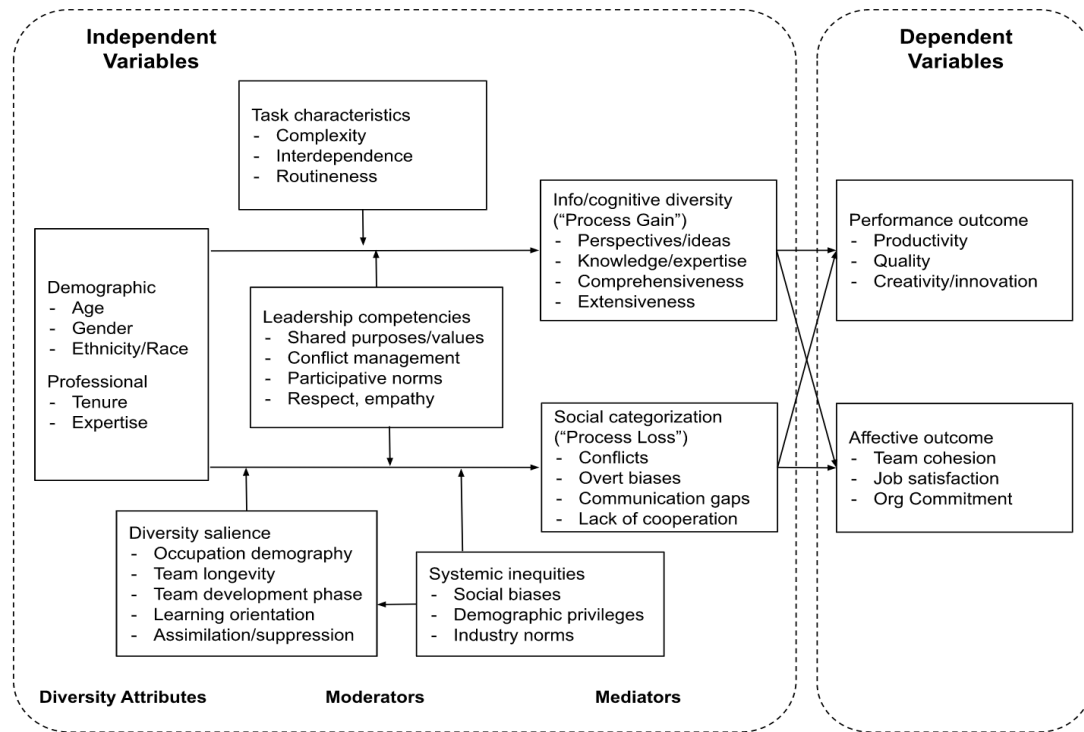 Independent
Variables
Dependent
Variables
Task characteristics
- Complexity
- Interdependence
- Routineness
Info/cognitive diversity
(“Process Gain”)
- Perspectives/ideas
- Knowledge/expertise
- Comprehensiveness
- Extensiveness
Performance outcome
- Productivity
- Quality
- Creativity/innovation
Demographic
- Age
- Gender
- Ethnicity/Race
Professional
- Tenure
- Expertise
Leadership competencies
- Shared purposes/values
- Conflict management
- Participative norms
- Respect, empathy
Social categorization
(“Process Loss”)
- Conflicts
- Overt biases
- Communication gaps
- Lack of cooperation
Affective outcome
- Team cohesion
- Job satisfaction
- Org Commitment
Diversity salience
- Occupation demography
- Team longevity
- Team development phase
- Learning orientation
- Assimilation/suppression
Systemic inequities
- Social biases
- Demographic privileges
- Industry norms
Diversity Attributes
Moderators
Mediators